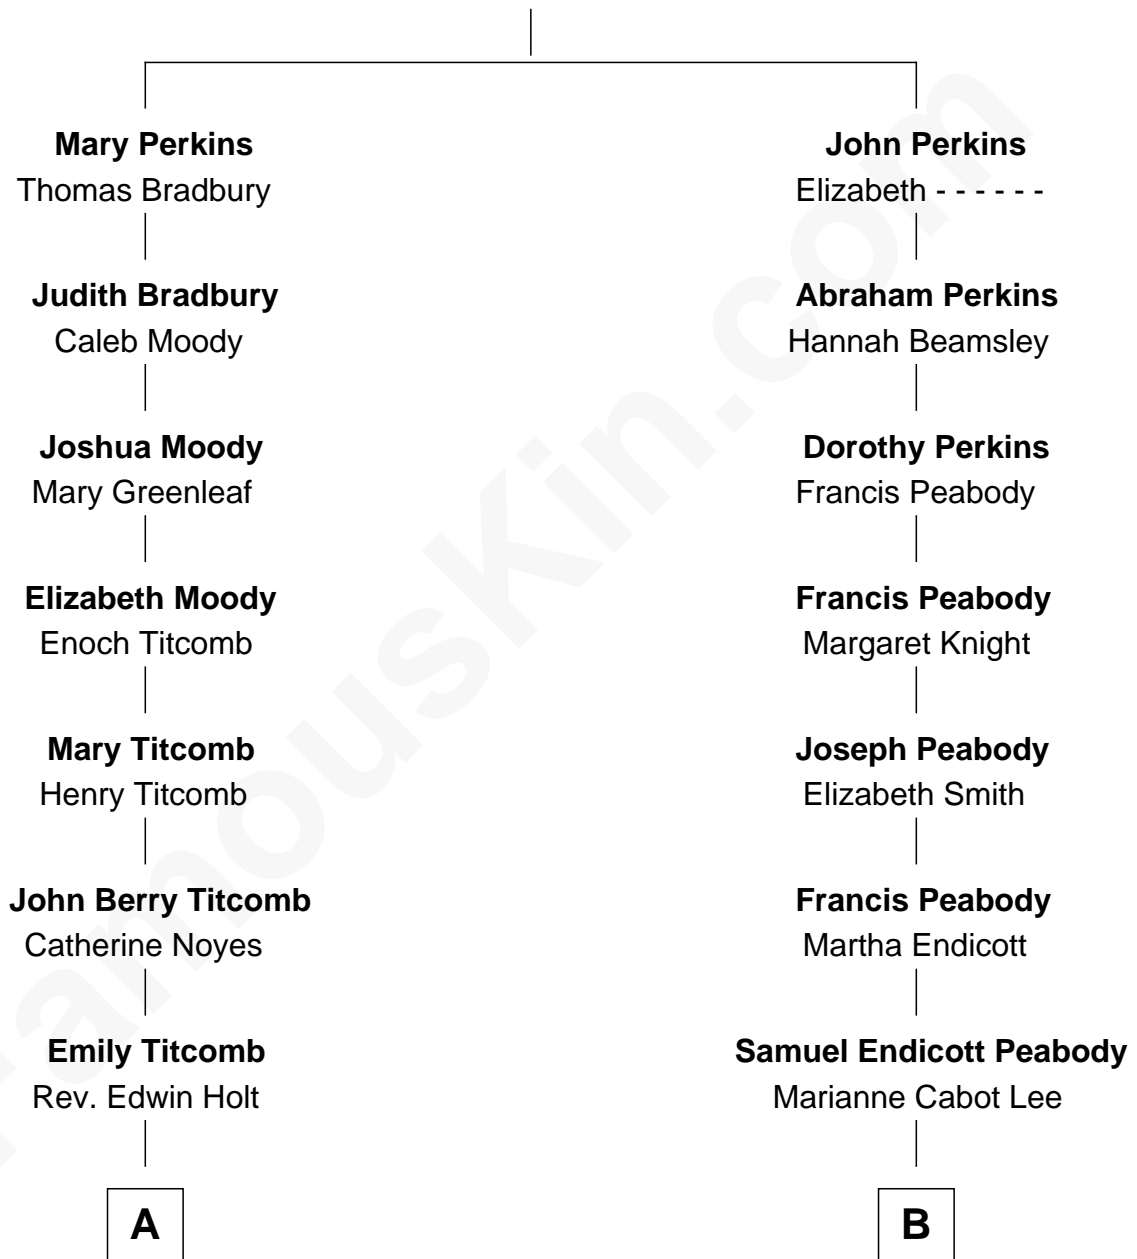 Mary Perkins
Thomas Bradbury
Judith Bradbury
Caleb Moody
Joshua Moody
Mary Greenleaf
Elizabeth Moody
Enoch Titcomb
Mary Titcomb
Henry Titcomb
John Berry Titcomb
Catherine Noyes
Emily Titcomb
Rev. Edwin Holt
A
John Perkins
Elizabeth - - - - - -
Abraham Perkins
Hannah Beamsley
Dorothy Perkins
Francis Peabody
Francis Peabody
Margaret Knight
Joseph Peabody
Elizabeth Smith
Francis Peabody
Martha Endicott
Samuel Endicott Peabody
Marianne Cabot Lee
B
FamousKin.com